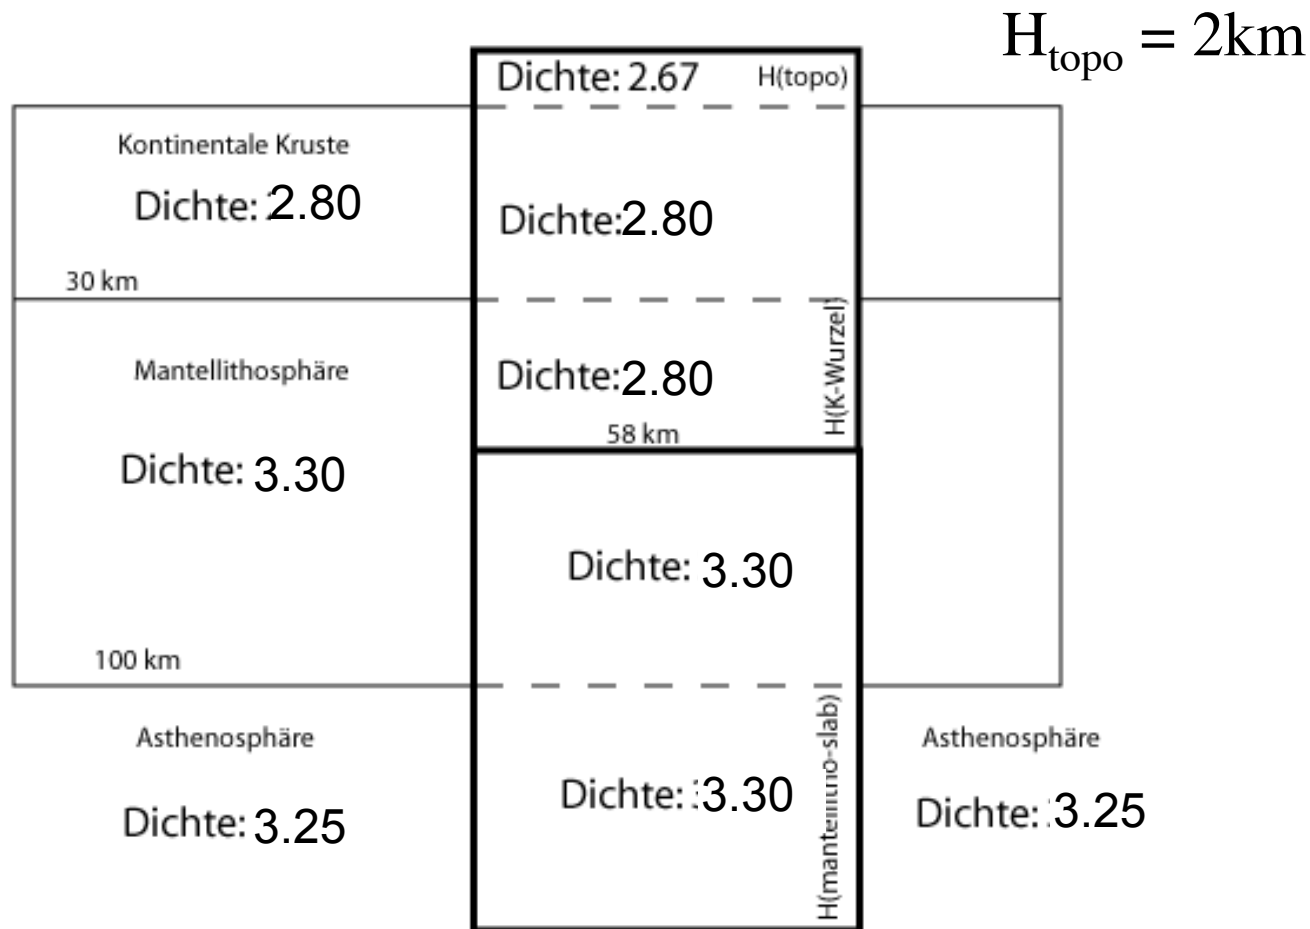 H_topo = 2km
Dichte: 2.67 H(topo)
Kontinentale Kruste
Dichte: 2.80
Dichte:2.80
30 km
Mantellithosphäre
Dichte:2.80
H(K-Wurzel)
58 km
Dichte: 3.30
Dichte: 3.30
100 km
Asthenosphäre
Asthenosphäre
Dichte: 3.30
H(mantellitho-slab)
Dichte: 3.25
Dichte: 3.25